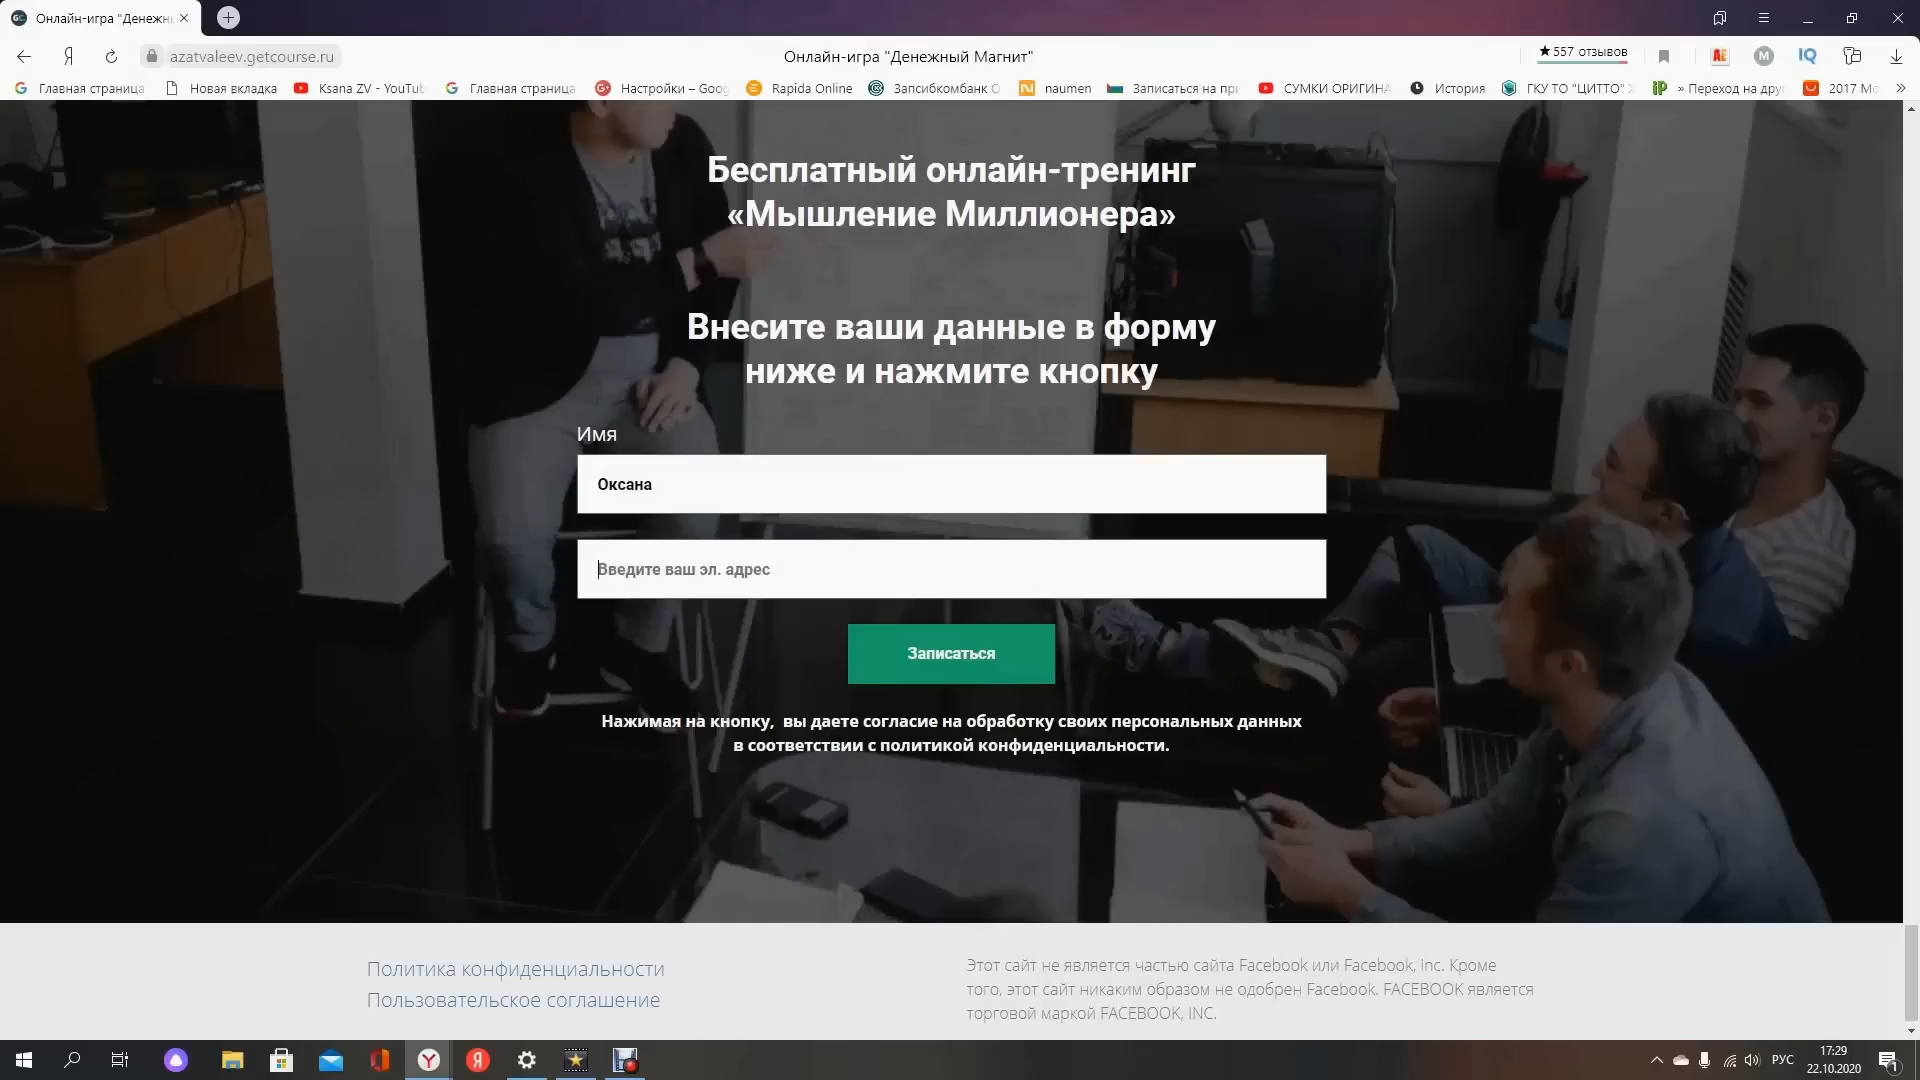 Онлайн-игра "Денежны
azatvaleev.getcourse.ru
Онлайн-игра "Денежный Магнит"
★557 отзывов
Главная страница
Новая вкладка
Ksana ZV - YouTu
Главная страница
Настройки – Goog
Rapida Online
Запсибкомбанк
naumen
Записаться на при
СУМКИ ОРИГИНА
История
ГКУ ТО "ЦИТТО"
» Переход на друг
2017 Mo
Бесплатный онлайн-тренинг
«Мышление Миллионера»
Внесите ваши данные в форму
ниже и нажмите кнопку
Имя
Оксана
Введите ваш эл. адрес
Записаться
Нажимая на кнопку, вы даете согласие на обработку своих персональных данных
в соответствии с политикой конфиденциальности.
Политика конфиденциальности
Пользовательское соглашение
Этот сайт не является частью сайта Facebook или Facebook, inc. Кроме
того, этот сайт никаким образом не одобрен Facebook. FACEBOOK является
торговой маркой FACEBOOK, INC.
РУС
17:29
22.10.2020
1